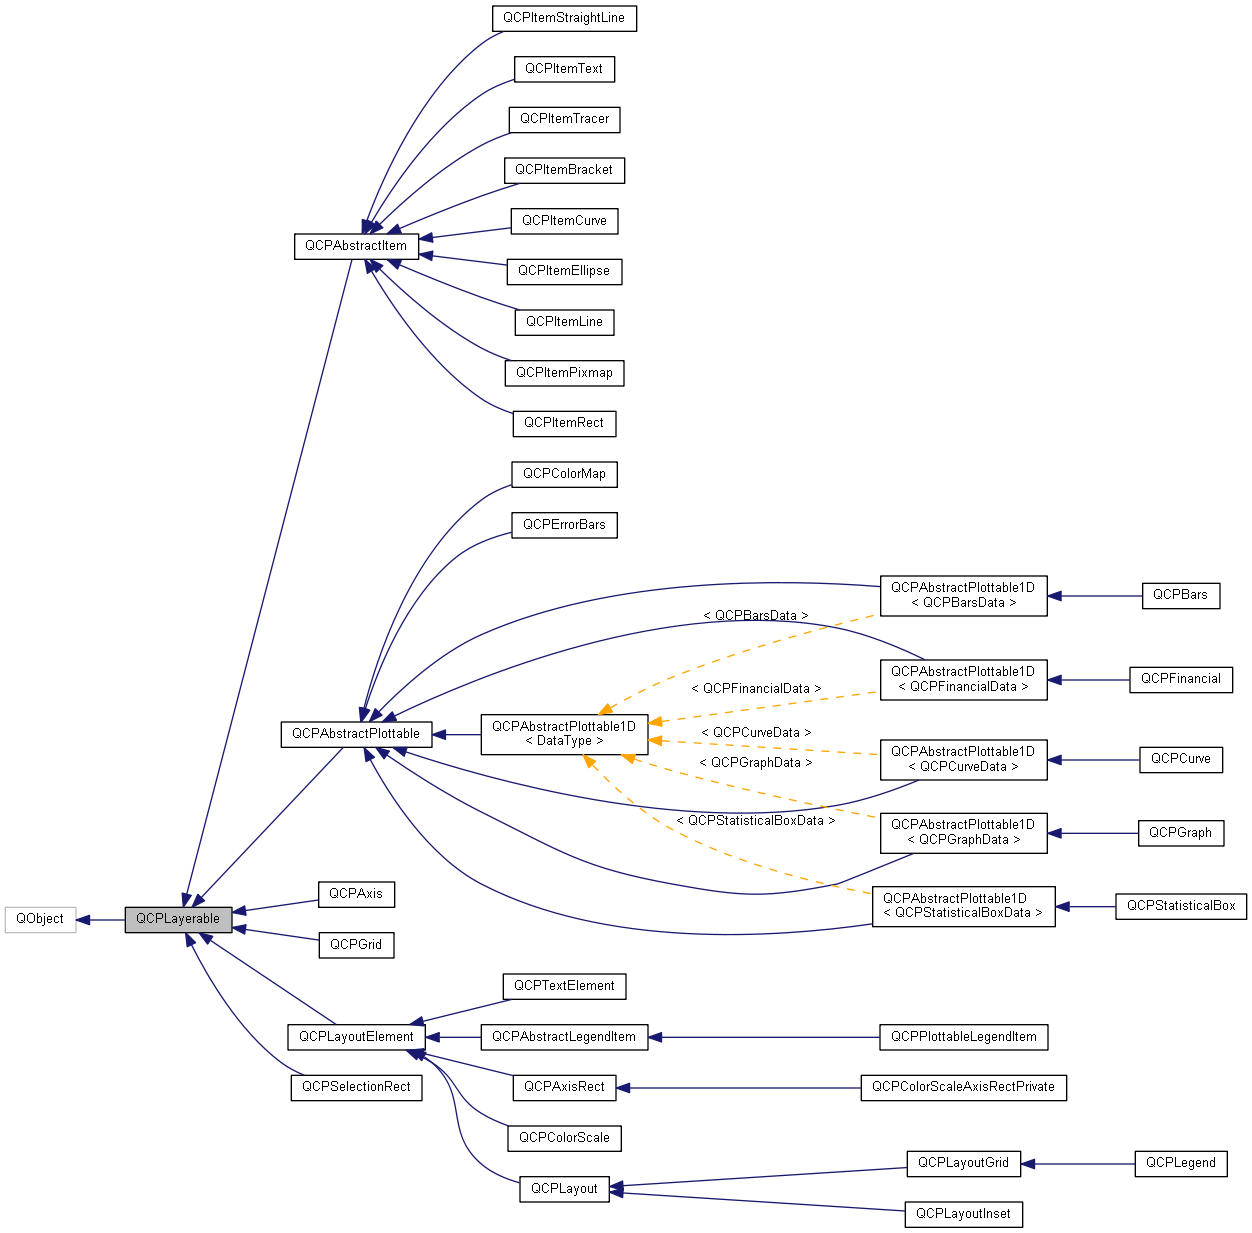 QCPItemStraightLine
QCPItemText
QCPItemTracer
QCPItemBracket
QCPItemCurve
QCPAbstractItem
QCPItemEllipse
QCPItemLine
QCPItemPixmap
QCPItemRect
QCPColorMap
QCPErrorBars
QCPAbstractPlottable1D
< QCPBarsData >
QCPBars
< QCPBarsData >
QCPAbstractPlottable1D
< QCPFinancialData >
QCPFinancial
< QCPFinancialData >
QCPAbstractPlottable
QCPAbstractPlottable1D
< DataType >
< QCPCurveData >
QCPAbstractPlottable1D
< QCPCurveData >
QCPCurve
< QCPGraphData >
QCPAbstractPlottable1D
< QCPGraphData >
QCPGraph
< QCPStatisticalBoxData >
QCPAbstractPlottable1D
< QCPStatisticalBoxData >
QCPStatisticalBox
QCPAxis
QObject
QCPLayerable
QCPGrid
QCPTextElement
QCPLayoutElement
QCPAbstractLegendItem
QCPPlottableLegendItem
QCPSelectionRect
QCPAxisRect
QCPColorScaleAxisRectPrivate
QCPColorScale
QCPLayout
QCPLayoutGrid
QCPLegend
QCPLayoutInset